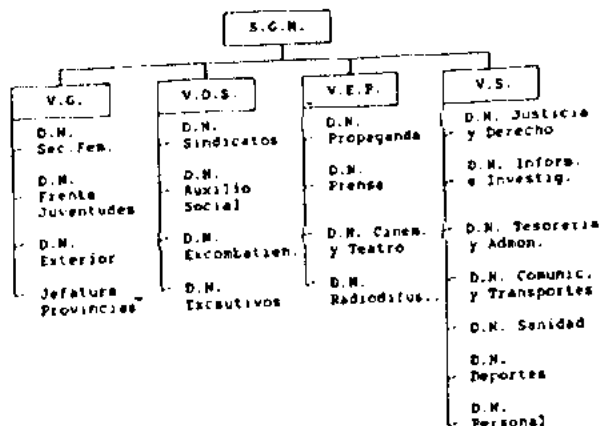 S.G.M.
V.G.
D.N.
Sec.Fem.
D.N.
Frente
Juventudes
D.N.
Exterior
Jefatura
Provincias
V.O.S.
D.N.
Sindicatos
D.N.
Auxilio
Social
D.N.
Excombatien.
D.N.
Excautivos
V.E.P.
D.N.
Propaganda
D.N.
Prensa
D.N. Cinem.
y Teatro
D.N.
Radiodifus..
V.S.
D.N. Justicia
y Derecho
D.N. Inform.
e Investig.
D.N. Tesoreria
y Admon.
D.N. Comunic.
y Transportes
D.N. Sanidad
D.N.
Deportes
D.N.
Personal